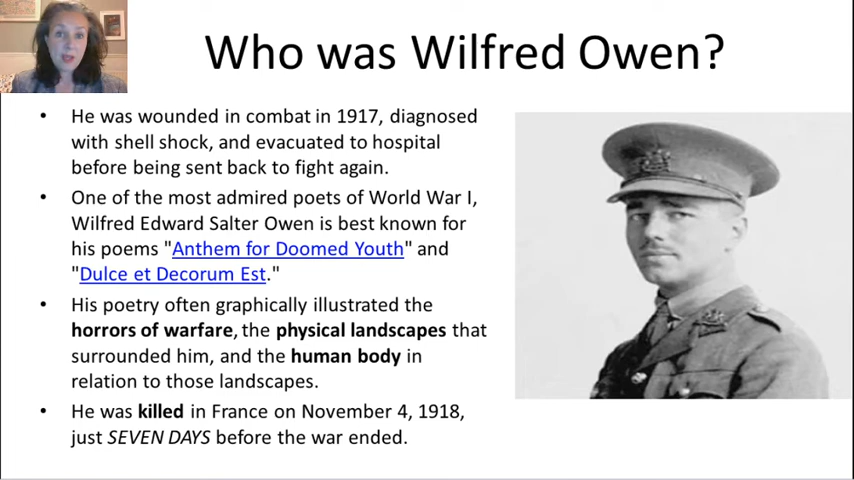 Who was Wilfred Owen?
• He was wounded in combat in 1917, diagnosed
with shell shock, and evacuated to hospital
before being sent back to fight again.
• One of the most admired poets of World War I,
Wilfred Edward Salter Owen is best known for
his poems "Anthem for Doomed Youth" and
"Dulce et Decorum Est."
• His poetry often graphically illustrated the
horrors of warfare, the physical landscapes that
surrounded him, and the human body in
relation to those landscapes.
• He was killed in France on November 4, 1918,
just SEVEN DAYS before the war ended.